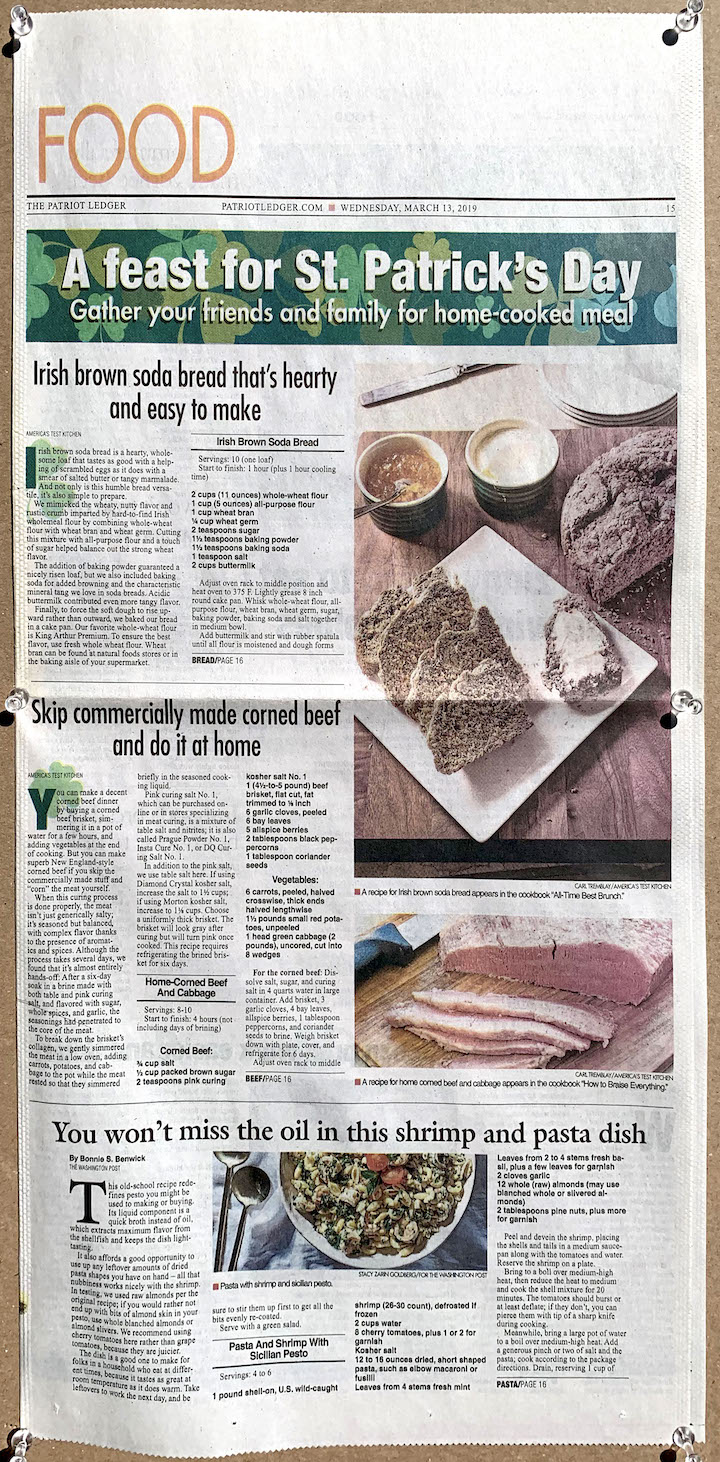 FOOD
THE PATRIOT LEDGER
PATRIOTLEDGER.COM ■ WEDNESDAY, MARCH 13, 2019
15
A feast for St. Patrick's Day
Gather your friends and family for home-cooked meal
Irish brown soda bread that's hearty
and easy to make
AMERICA'S TEST KITCHEN
Irish brown soda bread is a hearty, whole-
some loaf that tastes as good with a help-
ing of scrambled eggs as it does with a
smear of salted butter or tangy marmalade.
And not only is this humble bread versa-
tile, it's also simple to prepare.
We mimicked the wheaty, nutty flavor and
rustic crumb imparted by hard-to-find Irish
wholemeal flour by combining whole-wheat
flour with wheat bran and wheat germ. Cutting
this mixture with all-purpose flour and a touch
of sugar helped balance out the strong wheat
flavor.
The addition of baking powder guaranteed a
nicely risen loaf, but we also included baking
soda for added browning and the characteristic
mineral tang we love in soda breads. Acidic
buttermilk contributed even more tangy flavor.
Finally, to force the soft dough to rise up-
ward rather than outward, we baked our bread
in a cake pan. Our favorite whole-wheat flour
is King Arthur Premium. To ensure the best
flavor, use fresh whole wheat flour. Wheat
bran can be found at natural foods stores or in
the baking aisle of your supermarket.
Irish Brown Soda Bread
Servings: 10 (one loaf)
Start to finish: 1 hour (plus 1 hour cooling
time)
2 cups (11 ounces) whole-wheat flour
1 cup (5 ounces) all-purpose flour
1 cup wheat bran
¼ cup wheat germ
2 teaspoons sugar
1½ teaspoons baking powder
1½ teaspoons baking soda
1 teaspoon salt
2 cups buttermilk
Adjust oven rack to middle position and
heat oven to 375 F. Lightly grease 8 inch
round cake pan. Whisk whole-wheat flour, all-
purpose flour, wheat bran, wheat germ, sugar,
baking powder, baking soda and salt together
in medium bowl.
Add buttermilk and stir with rubber spatula
until all flour is moistened and dough forms
BREAD/PAGE 16
CARL TREMBLAY/AMERICA'S TEST KITCHEN
■ A recipe for Irish brown soda bread appears in the cookbook "All-Time Best Brunch."
Skip commercially made corned beef
and do it at home
AMERICA'S TEST KITCHEN
You can make a decent
corned beef dinner
by buying a corned
beef brisket, sim-
mering it in a pot of
water for a few hours, and
adding vegetables at the end
of cooking. But you can make
superb New England-style
corned beef if you skip the
commercially made stuff and
"corn" the meat yourself.
When this curing process
is done properly, the meat
isn't just generically salty;
it's seasoned but balanced,
with complex flavor thanks
to the presence of aromat-
ics and spices. Although the
process takes several days, we
found that it's almost entirely
hands-off: After a six-day
soak in a brine made with
both table and pink curing
salt, and flavored with sugar,
whole spices, and garlic, the
seasonings had penetrated to
the core of the meat.
To break down the brisket's
collagen, we gently simmered
the meat in a low oven, adding
carrots, potatoes, and cab-
bage to the pot while the meat
rested so that they simmered
briefly in the seasoned cook-
ing liquid.
Pink curing salt No. 1,
which can be purchased on-
line or in stores specializing
in meat curing, is a mixture of
table salt and nitrites; it is also
called Prague Powder No. 1,
Insta Cure No. 1, or DQ Cur-
ing Salt No. 1.
In addition to the pink salt,
we use table salt here. If using
Diamond Crystal kosher salt,
increase the salt to 1½ cups;
if using Morton kosher salt,
increase to 1⅛ cups. Choose
a uniformly thick brisket. The
brisket will look gray after
curing but will turn pink once
cooked. This recipe requires
refrigerating the brined bris-
ket for six days.
Home-Corned Beef
And Cabbage
Servings: 8-10
Start to finish: 4 hours (not
including days of brining)
Corned Beef:
¾ cup salt
½ cup packed brown sugar
2 teaspoons pink curing
kosher salt No. 1
1 (4½-to-5 pound) beef
brisket, flat cut, fat
trimmed to ⅛ inch
6 garlic cloves, peeled
6 bay leaves
5 allspice berries
2 tablespoons black pep-
percorns
1 tablespoon coriander
seeds
Vegetables:
6 carrots, peeled, halved
crosswise, thick ends
halved lengthwise
1½ pounds small red pota-
toes, unpeeled
1 head green cabbage (2
pounds), uncored, cut into
8 wedges
For the corned beef: Dis-
solve salt, sugar, and curing
salt in 4 quarts water in large
container. Add brisket, 3
garlic cloves, 4 bay leaves,
allspice berries, 1 tablespoon
peppercorns, and coriander
seeds to brine. Weigh brisket
down with plate, cover, and
refrigerate for 6 days.
Adjust oven rack to middle
BEEF/PAGE 16
CARL TREMBLAY/AMERICA'S TEST KITCHEN
■ A recipe for home corned beef and cabbage appears in the cookbook "How to Braise Everything."
You won't miss the oil in this shrimp and pasta dish
By Bonnie S. Benwick
THE WASHINGTON POST
This old-school recipe rede-
fines pesto you might be
used to making or buying.
Its liquid component is a
quick broth instead of oil,
which extracts maximum flavor from
the shellfish and keeps the dish light-
tasting.
It also affords a good opportunity to
use up any leftover amounts of dried
pasta shapes you have on hand – all that
nubbiness works nicely with the shrimp.
In testing, we used raw almonds per the
original recipe; if you would rather not
end up with bits of almond skin in your
pesto, use whole blanched almonds or
almond slivers. We recommend using
cherry tomatoes here rather than grape
tomatoes, because they are juicier.
The dish is a good one to make for
folks in a household who eat at differ-
ent times, because it tastes as great at
room temperature as it does warm. Take
leftovers to work the next day, and be
STACY ZARIN GOLDBERG/FOR THE WASHINGTON POST
■ Pasta with shrimp and sicilian pesto.
sure to stir them up first to get all the
bits evenly re-coated.
Serve with a green salad.
Pasta And Shrimp With
Sicilian Pesto
Servings: 4 to 6
1 pound shell-on, U.S. wild-caught
shrimp (26-30 count), defrosted if
frozen
2 cups water
8 cherry tomatoes, plus 1 or 2 for
garnish
Kosher salt
12 to 16 ounces dried, short shaped
pasta, such as elbow macaroni or
fusilli
Leaves from 4 stems fresh mint
Leaves from 2 to 4 stems fresh ba-
sil, plus a few leaves for garnish
2 cloves garlic
12 whole (raw) almonds (may use
blanched whole or slivered al-
monds)
2 tablespoons pine nuts, plus more
for garnish
Peel and devein the shrimp, placing
the shells and tails in a medium sauce-
pan along with the tomatoes and water.
Reserve the shrimp on a plate.
Bring to a boil over medium-high
heat, then reduce the heat to medium
and cook the shell mixture for 20
minutes. The tomatoes should burst or
at least deflate; if they don't, you can
pierce them with tip of a sharp knife
during cooking.
Meanwhile, bring a large pot of water
to a boil over medium-high heat. Add
a generous pinch or two of salt and the
pasta; cook according to the package
directions. Drain, reserving 1 cup of
PASTA/PAGE 16